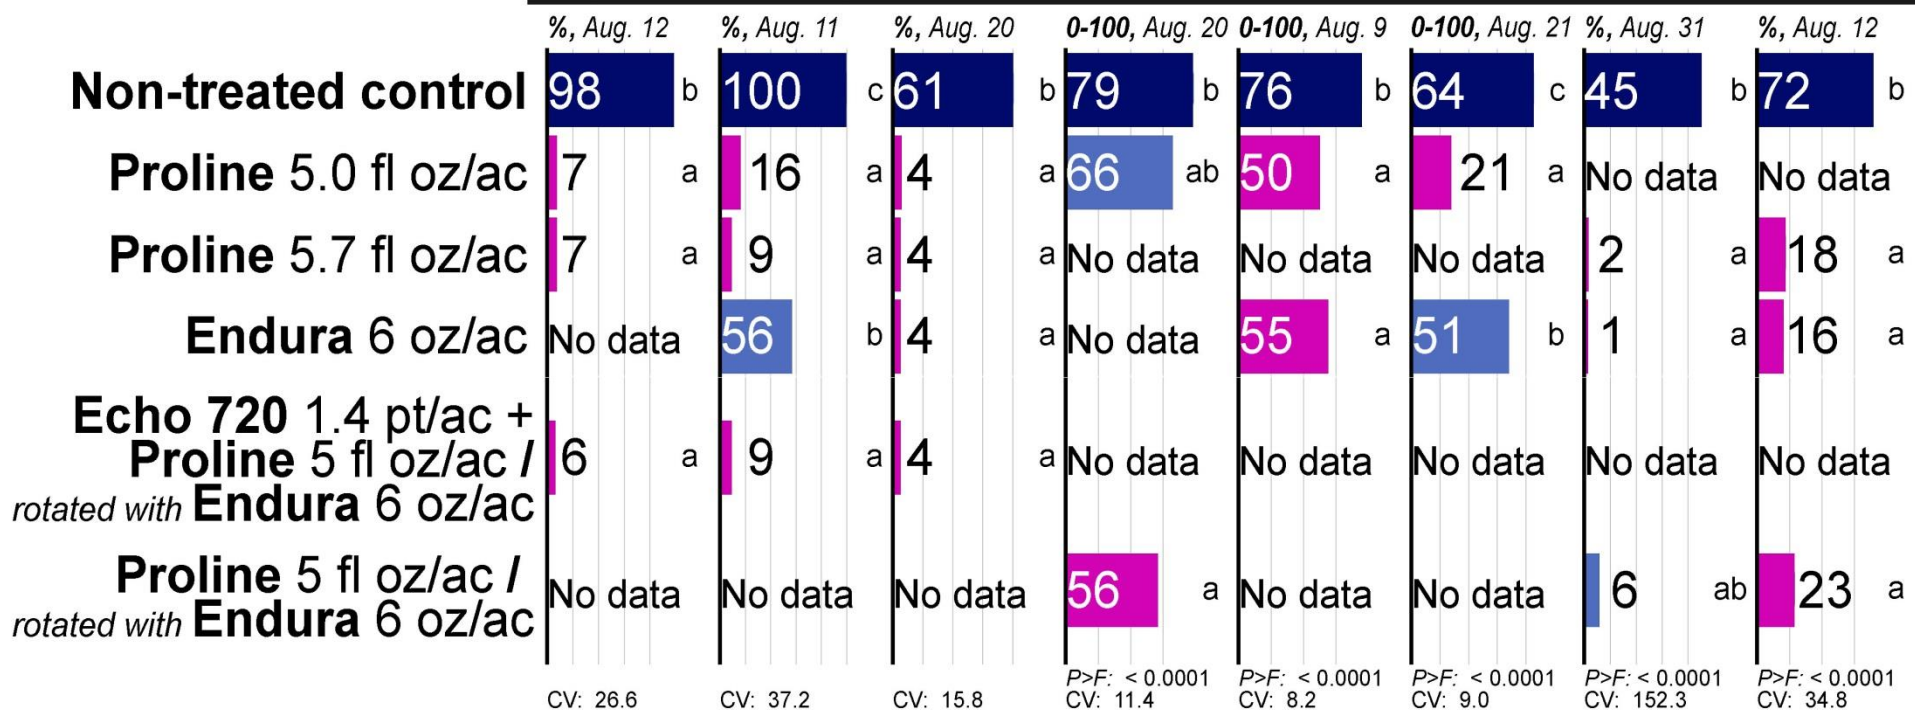 %, Aug. 12 %, Aug. 11 %, Aug. 20 0-100, Aug. 20 0-100, Aug. 9 0-100, Aug. 21 %, Aug. 31 %, Aug. 12
Non-treated control 98 b 100 c 61 b 79 b 76 b 64 c 45 b 72 b
Proline 5.0 fl oz/ac 7 a 16 a 4 a 66 ab 50 a 21 a No data No data
Proline 5.7 fl oz/ac 7 a 9 a 4 a No data No data No data 2 a 18 a
Endura 6 oz/ac No data 56 b 4 a No data 55 a 51 b 1 a 16 a
Echo 720 1.4 pt/ac +
Proline 5 fl oz/ac / 6 a 9 a 4 a No data No data No data No data No data
rotated with Endura 6 oz/ac
Proline 5 fl oz/ac /
No data No data No data 56 a No data No data 6 ab 23 a
rotated with Endura 6 oz/ac
P>F: < 0.0001 P>F: < 0.0001 P>F: < 0.0001 P>F: < 0.0001 P>F: < 0.0001
CV: 26.6 CV: 37.2 CV: 15.8 CV: 11.4 CV: 8.2 CV: 9.0 CV: 152.3 CV: 34.8